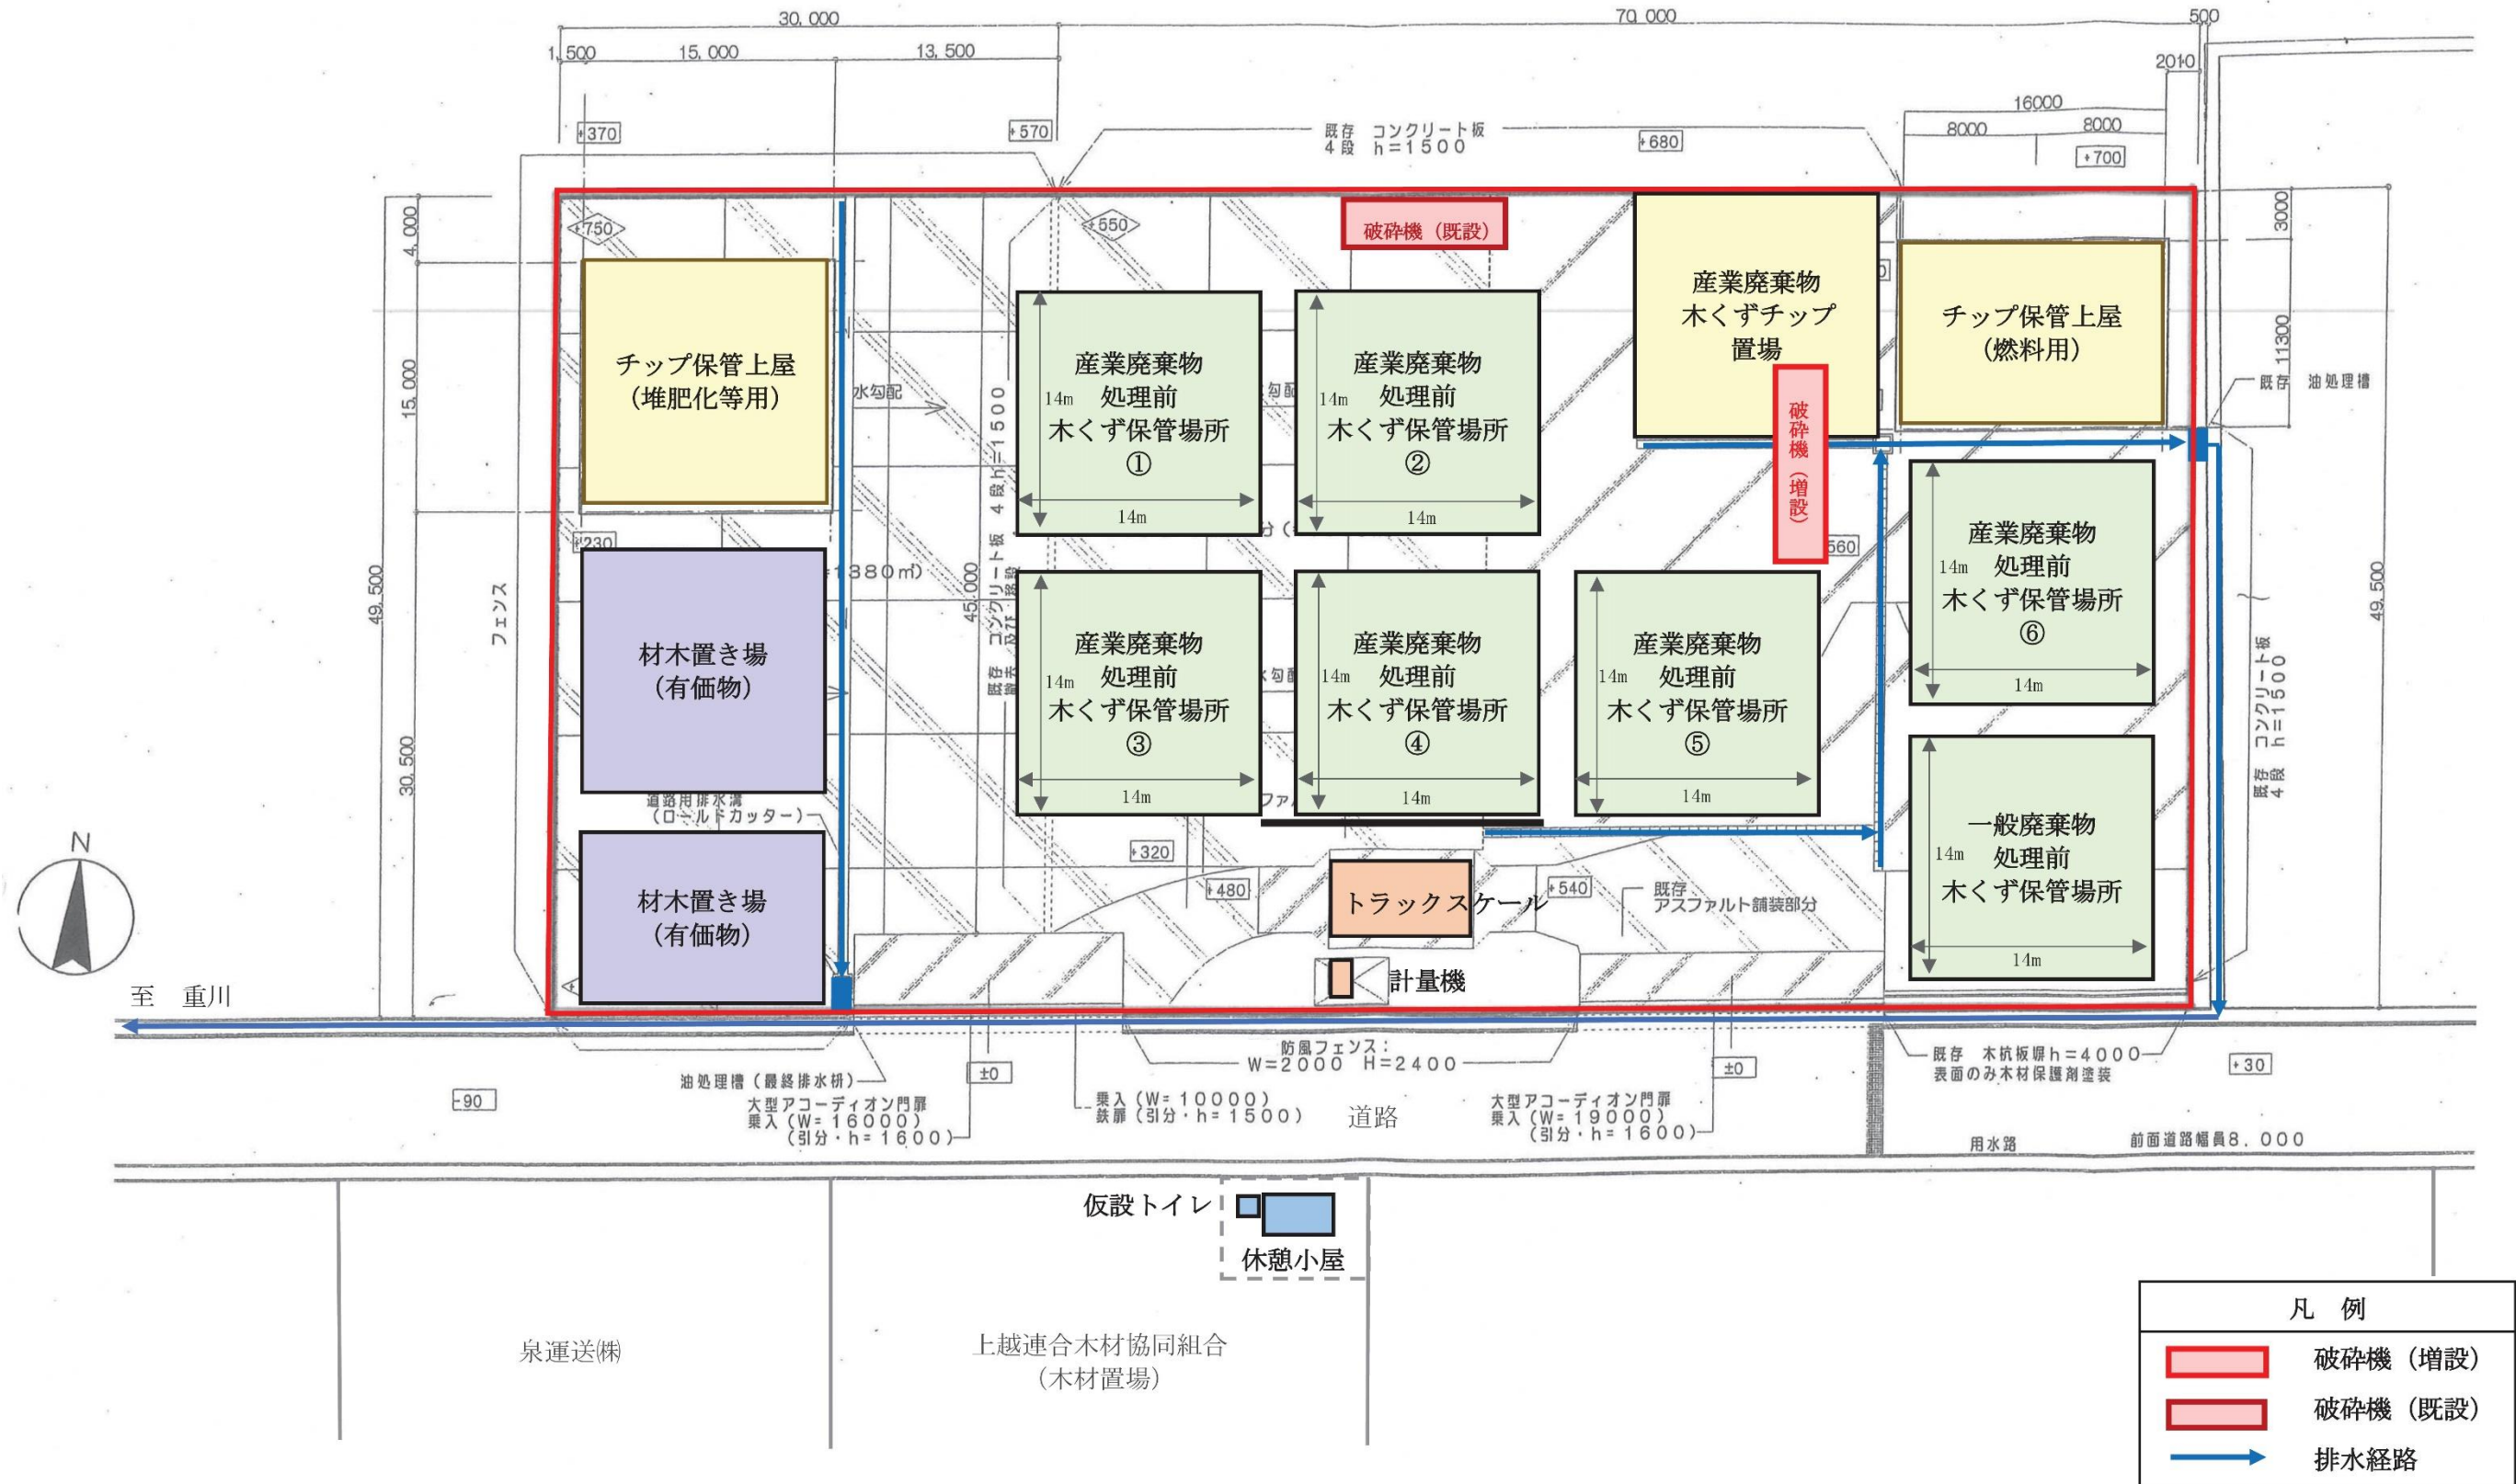 30,000
70,000
500
1,500
15,000
13,500
2010
16000
8000
8000
+370
+570
既存 コンクリート板
4段 h=1500
+680
+700
4,000
15,000
30,500
49,500
フェンス
+750
+550
破砕機（既設）
産業廃棄物
木くずチップ
置場
チップ保管上屋
（燃料用）
3000
11300
既存 油処理槽
49,500
チップ保管上屋
（堆肥化等用）
水勾配
産業廃棄物
処理前
木くず保管場所
①
14m
14m
産業廃棄物
処理前
木くず保管場所
②
14m
14m
破砕機（増設）
+230
=1380㎡）
45,000
既存 コンクリート板 4段h=1500
560
産業廃棄物
処理前
木くず保管場所
⑥
14m
14m
材木置き場
（有価物）
産業廃棄物
処理前
木くず保管場所
③
14m
14m
産業廃棄物
処理前
木くず保管場所
④
14m
14m
産業廃棄物
処理前
木くず保管場所
⑤
14m
14m
既存 コンクリート板
4段 h=1500
道路用排水溝
（ロールドカッター）
材木置き場
（有価物）
+320
+480
+540
トラックスケール
計量機
既存
アスファルト舗装部分
一般廃棄物
処理前
木くず保管場所
14m
14m
N
至 重川
防風フェンス：
W=2000 H=2400
油処理槽（最終排水桝）
±0
±0
-90
+30
既存 木杭板塀h=4000
表面のみ木材保護剤塗装
大型アコーディオン門扉
乗入（W=16000）
（引分・h=1600）
乗入（W=10000）
鉄扉（引分・h=1500）
道路
大型アコーディオン門扉
乗入（W=19000）
（引分・h=1600）
用水路
前面道路幅員8.000
仮設トイレ
休憩小屋
泉運送㈱
上越連合木材協同組合
（木材置場）
凡 例
破砕機（増設）
破砕機（既設）
排水経路